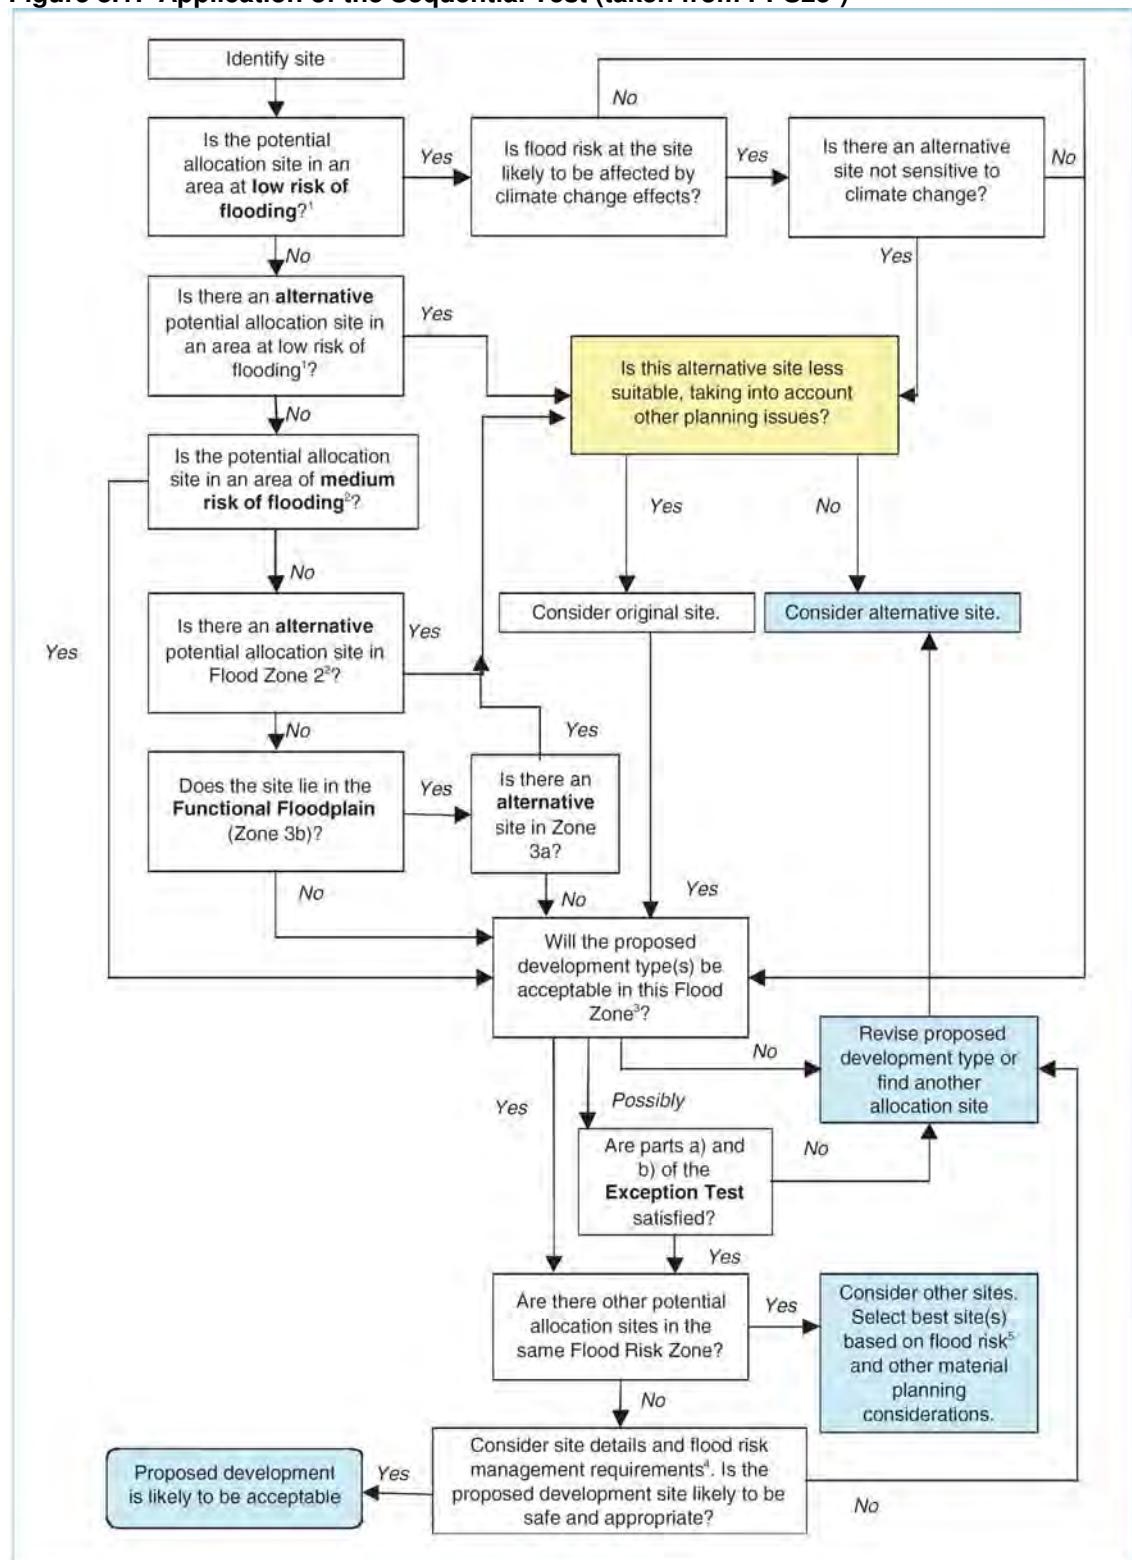 Identify site
No
Is the potential
allocation site in an
area at low risk of
flooding?¹
Yes
Is flood risk at the site
likely to be affected by
climate change effects?
Yes
Is there an alternative
site not sensitive to
climate change?
No
No
Yes
Is there an alternative
potential allocation site in
an area at low risk of
flooding¹?
Yes
Is this alternative site less
suitable, taking into account
other planning issues?
No
Is the potential allocation
site in an area of medium
risk of flooding²?
Yes
No
No
Consider original site.
Consider alternative site.
Is there an alternative
potential allocation site in
Flood Zone 2²?
Yes
Yes
No
Yes
Does the site lie in the
Functional Floodplain
(Zone 3b)?
Yes
Is there an
alternative
site in Zone
3a?
No
No
Yes
Will the proposed
development type(s) be
acceptable in this Flood
Zone³?
No
Revise proposed
development type or
find another
allocation site
Yes
Possibly
Are parts a) and
b) of the
Exception Test
satisfied?
No
Yes
Are there other potential
allocation sites in the
same Flood Risk Zone?
Yes
Consider other sites.
Select best site(s)
based on flood risk⁵
and other material
planning
considerations.
No
Consider site details and flood risk
management requirements⁴. Is the
proposed development site likely to be
safe and appropriate?
Yes
Proposed development
is likely to be acceptable
No